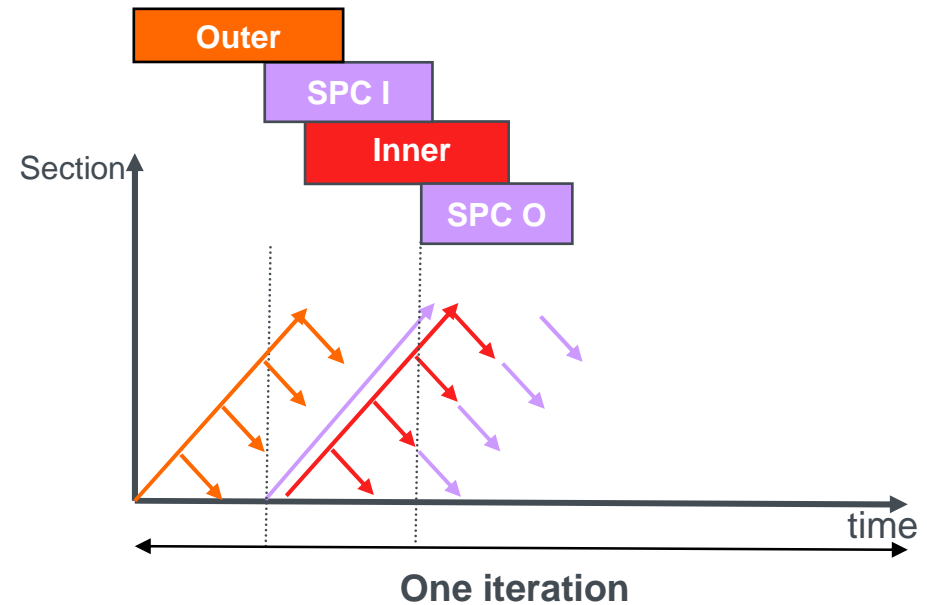 Outer
SPC I
Inner
Section
SPC O
time
One iteration